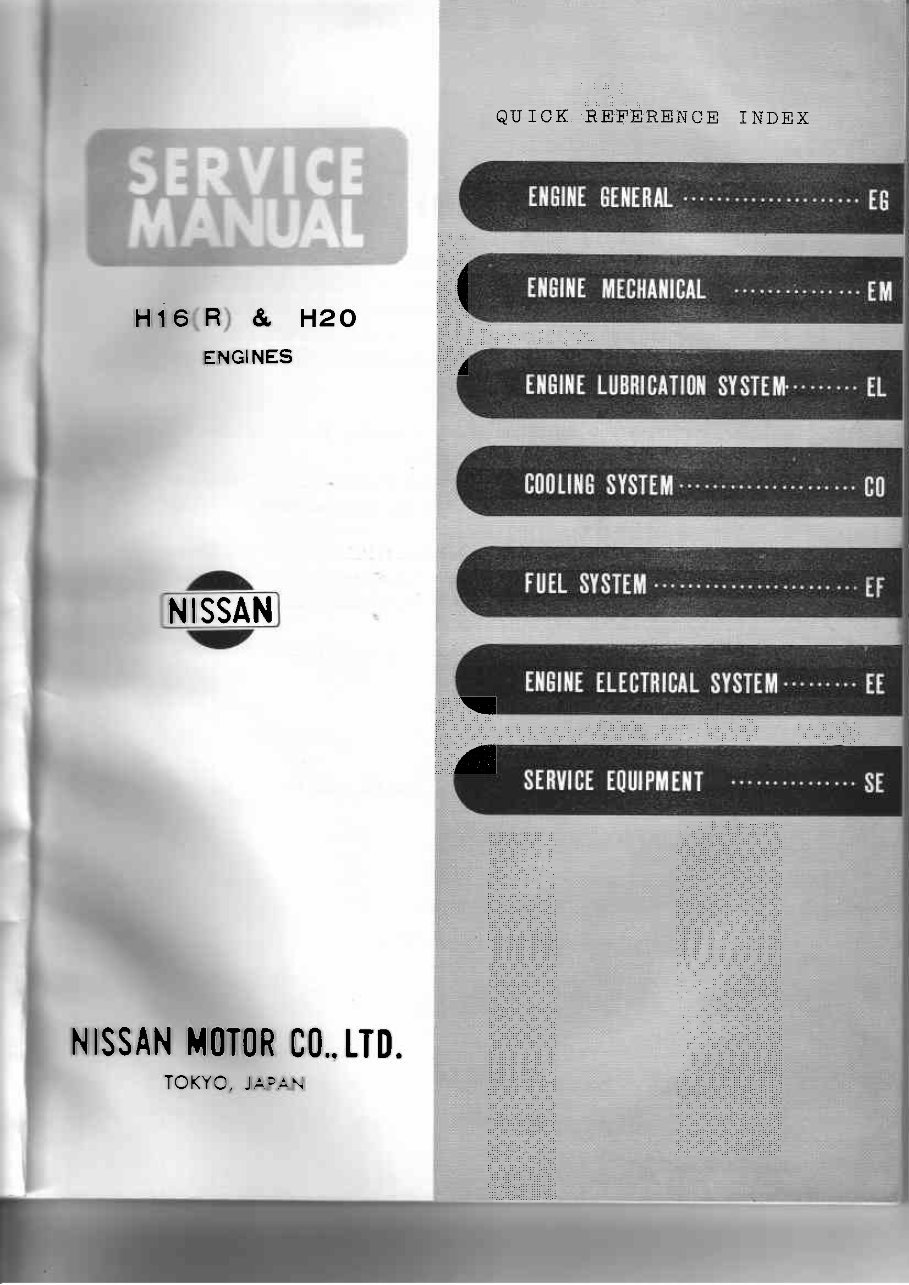 SERVICE
MANUAL
H16(R) & H20
ENGINES
NISSAN
NISSAN MOTOR CO., LTD.
TOKYO, JAPAN
QUICK REFERENCE INDEX
ENGINE GENERAL ······················ EG
ENGINE MECHANICAL ··············· EM
ENGINE LUBRICATION SYSTEM ········· EL
COOLING SYSTEM ······················ CO
FUEL SYSTEM ························· EF
ENGINE ELECTRICAL SYSTEM ········· EE
SERVICE EQUIPMENT ··············· SE